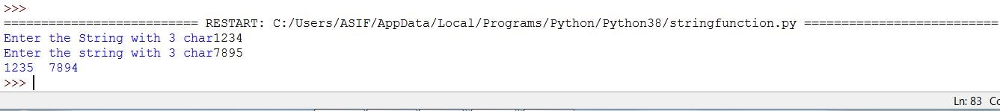 >>>
========================== RESTART: C:/Users/ASIF/AppData/Local/Programs/Python/Python38/stringfunction.py ==========================
Enter the String with 3 char1234
Enter the string with 3 char7895
1235  7894
>>>
Ln: 83